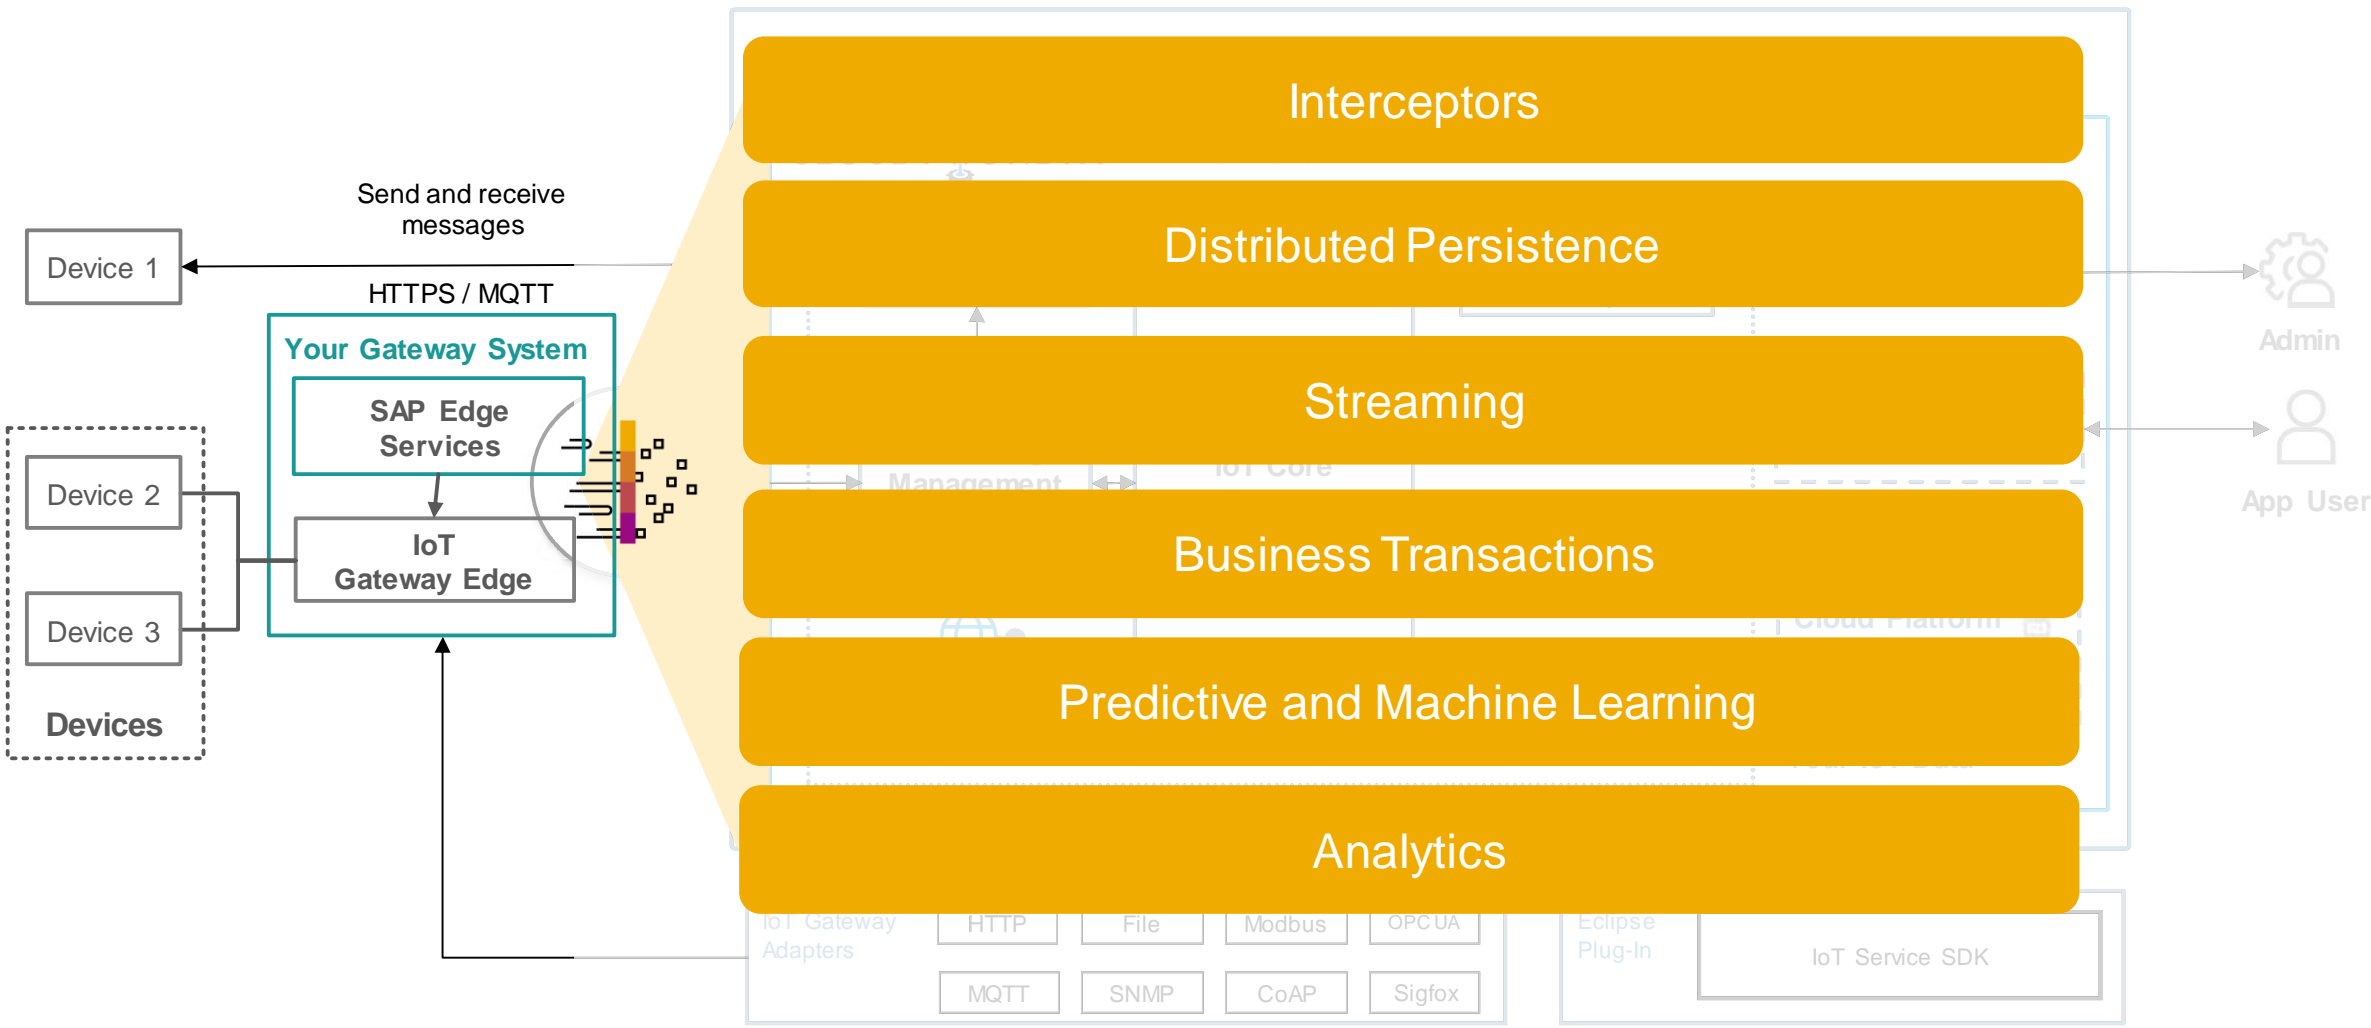 Interceptors
Send and receive
messages
Distributed Persistence
Device 1
HTTPS / MQTT
Admin
Your Gateway System
SAP Edge
Services
Streaming
IoT Core
Management
App User
Device 2
IoT
Gateway Edge
Business Transactions
Device 3
Cloud Platform
Devices
Predictive and Machine Learning
Your IoT Data
Analytics
IoT Gateway
Adapters
HTTP
File
Modbus
OPC UA
MQTT
SNMP
CoAP
Sigfox
Eclipse
Plug-In
IoT Service SDK